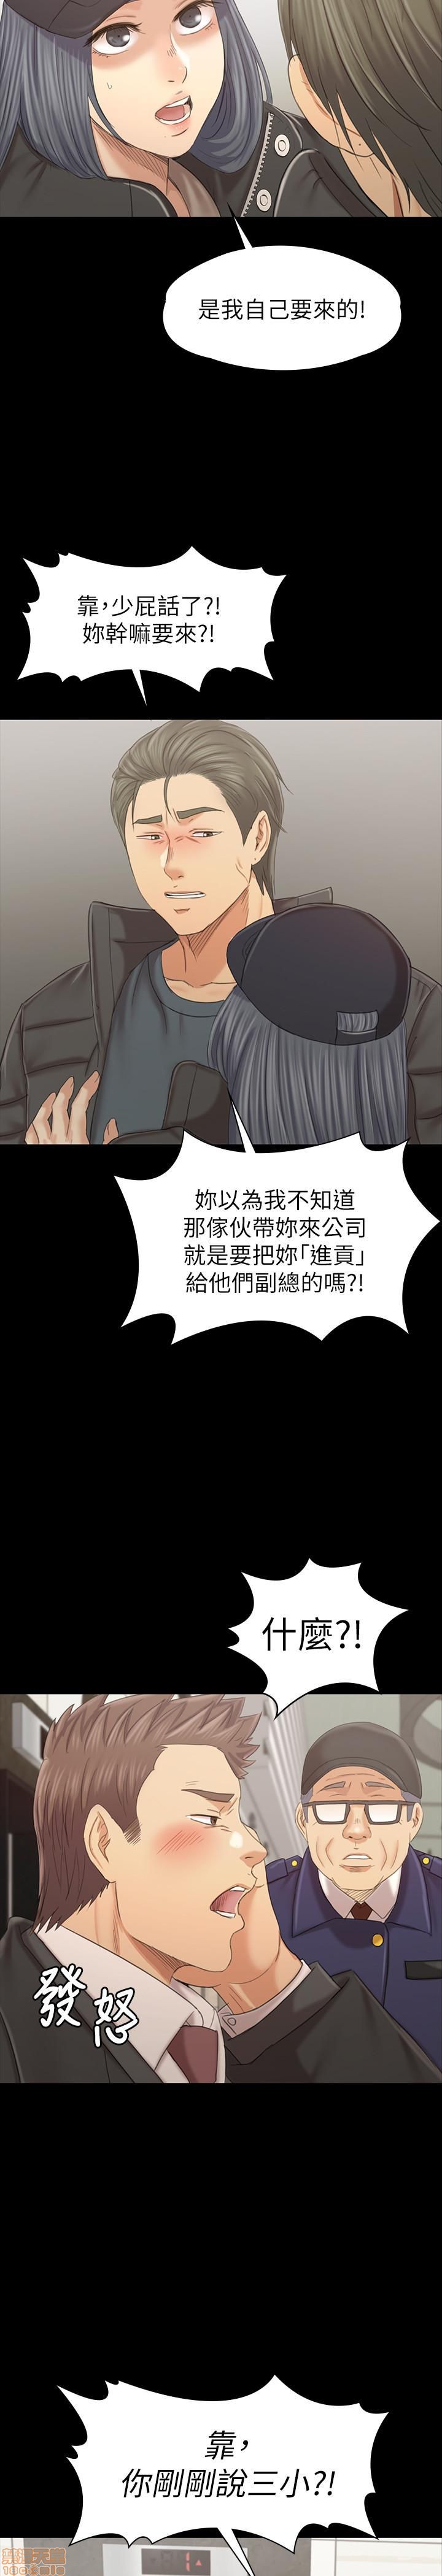 是我自己要來的!
靠,少屁話了?!
妳幹嘛要來?!
妳以為我不知道
那傢伙帶妳來公司
就是要把妳「進貢」
給他們副總的嗎?!
什麼?!
發怒
靠,
你剛剛說三小?!